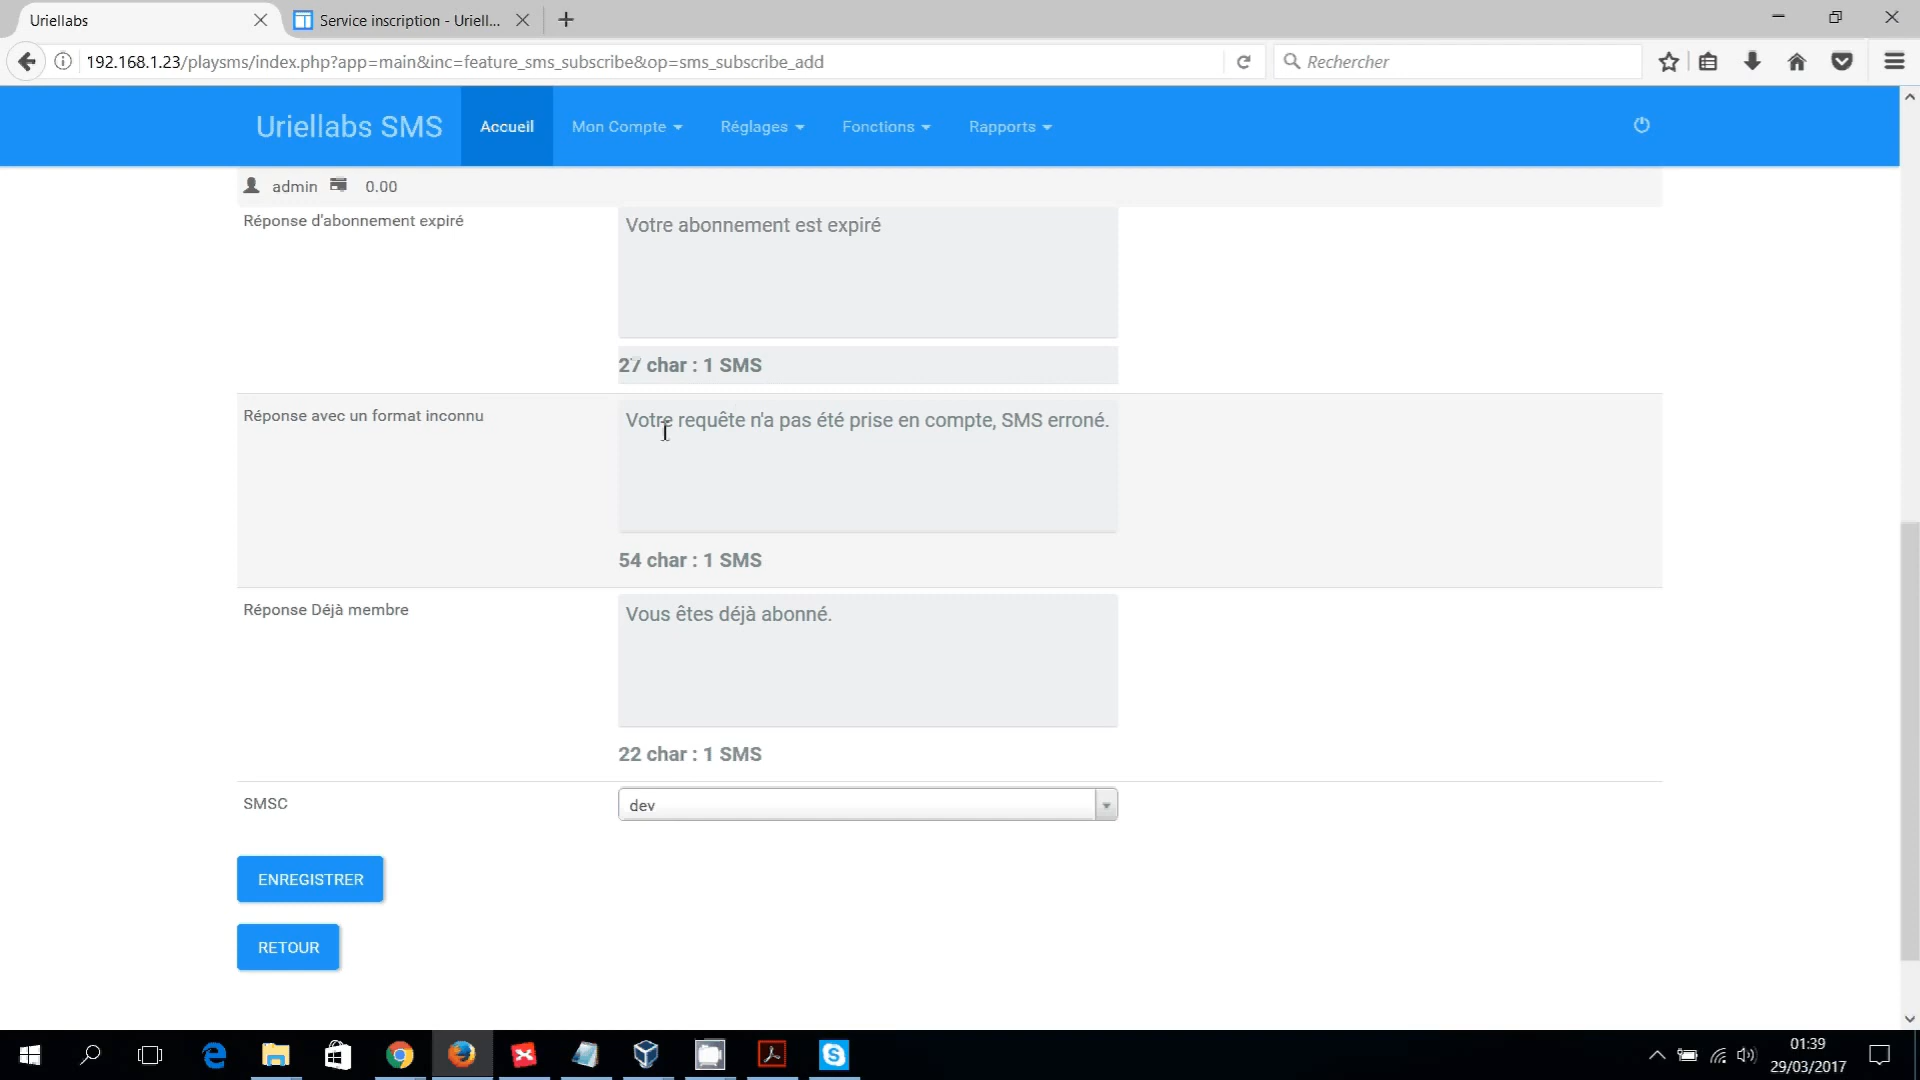 Uriellabs
Service inscription - Uriell...
192.168.1.23/playsms/index.php?app=main&inc=feature_sms_subscribe&op=sms_subscribe_add
Rechercher
Uriellabs SMS
Accueil
Mon Compte
Réglages
Fonctions
Rapports
admin 0.00
Réponse d'abonnement expiré
Votre abonnement est expiré
27 char : 1 SMS
Réponse avec un format inconnu
Votre requête n'a pas été prise en compte, SMS erroné.
54 char : 1 SMS
Réponse Déjà membre
Vous êtes déjà abonné.
22 char : 1 SMS
SMSC
dev
ENREGISTRER
RETOUR
01:39
29/03/2017